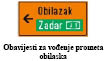 Obilazak
Zadar
Obavijesti za vođenje prometa
obilaska